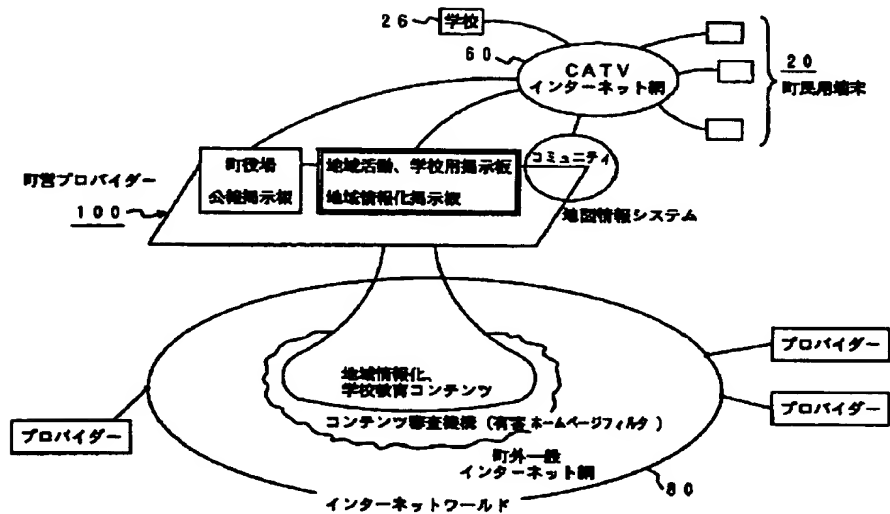 26
学校
60
CATV
インターネット網
20
町民用端末
町役場
公報掲示板
地域活動、学校用掲示板
地域情報化掲示板
コミュニティ
地図情報システム
町営プロバイダー
100
地域情報化、
学校教育コンテンツ
コンテンツ審査機構(有害ホームページフィルタ)
町外一般
インターネット網
プロバイダー
プロバイダー
プロバイダー
80
インターネットワールド